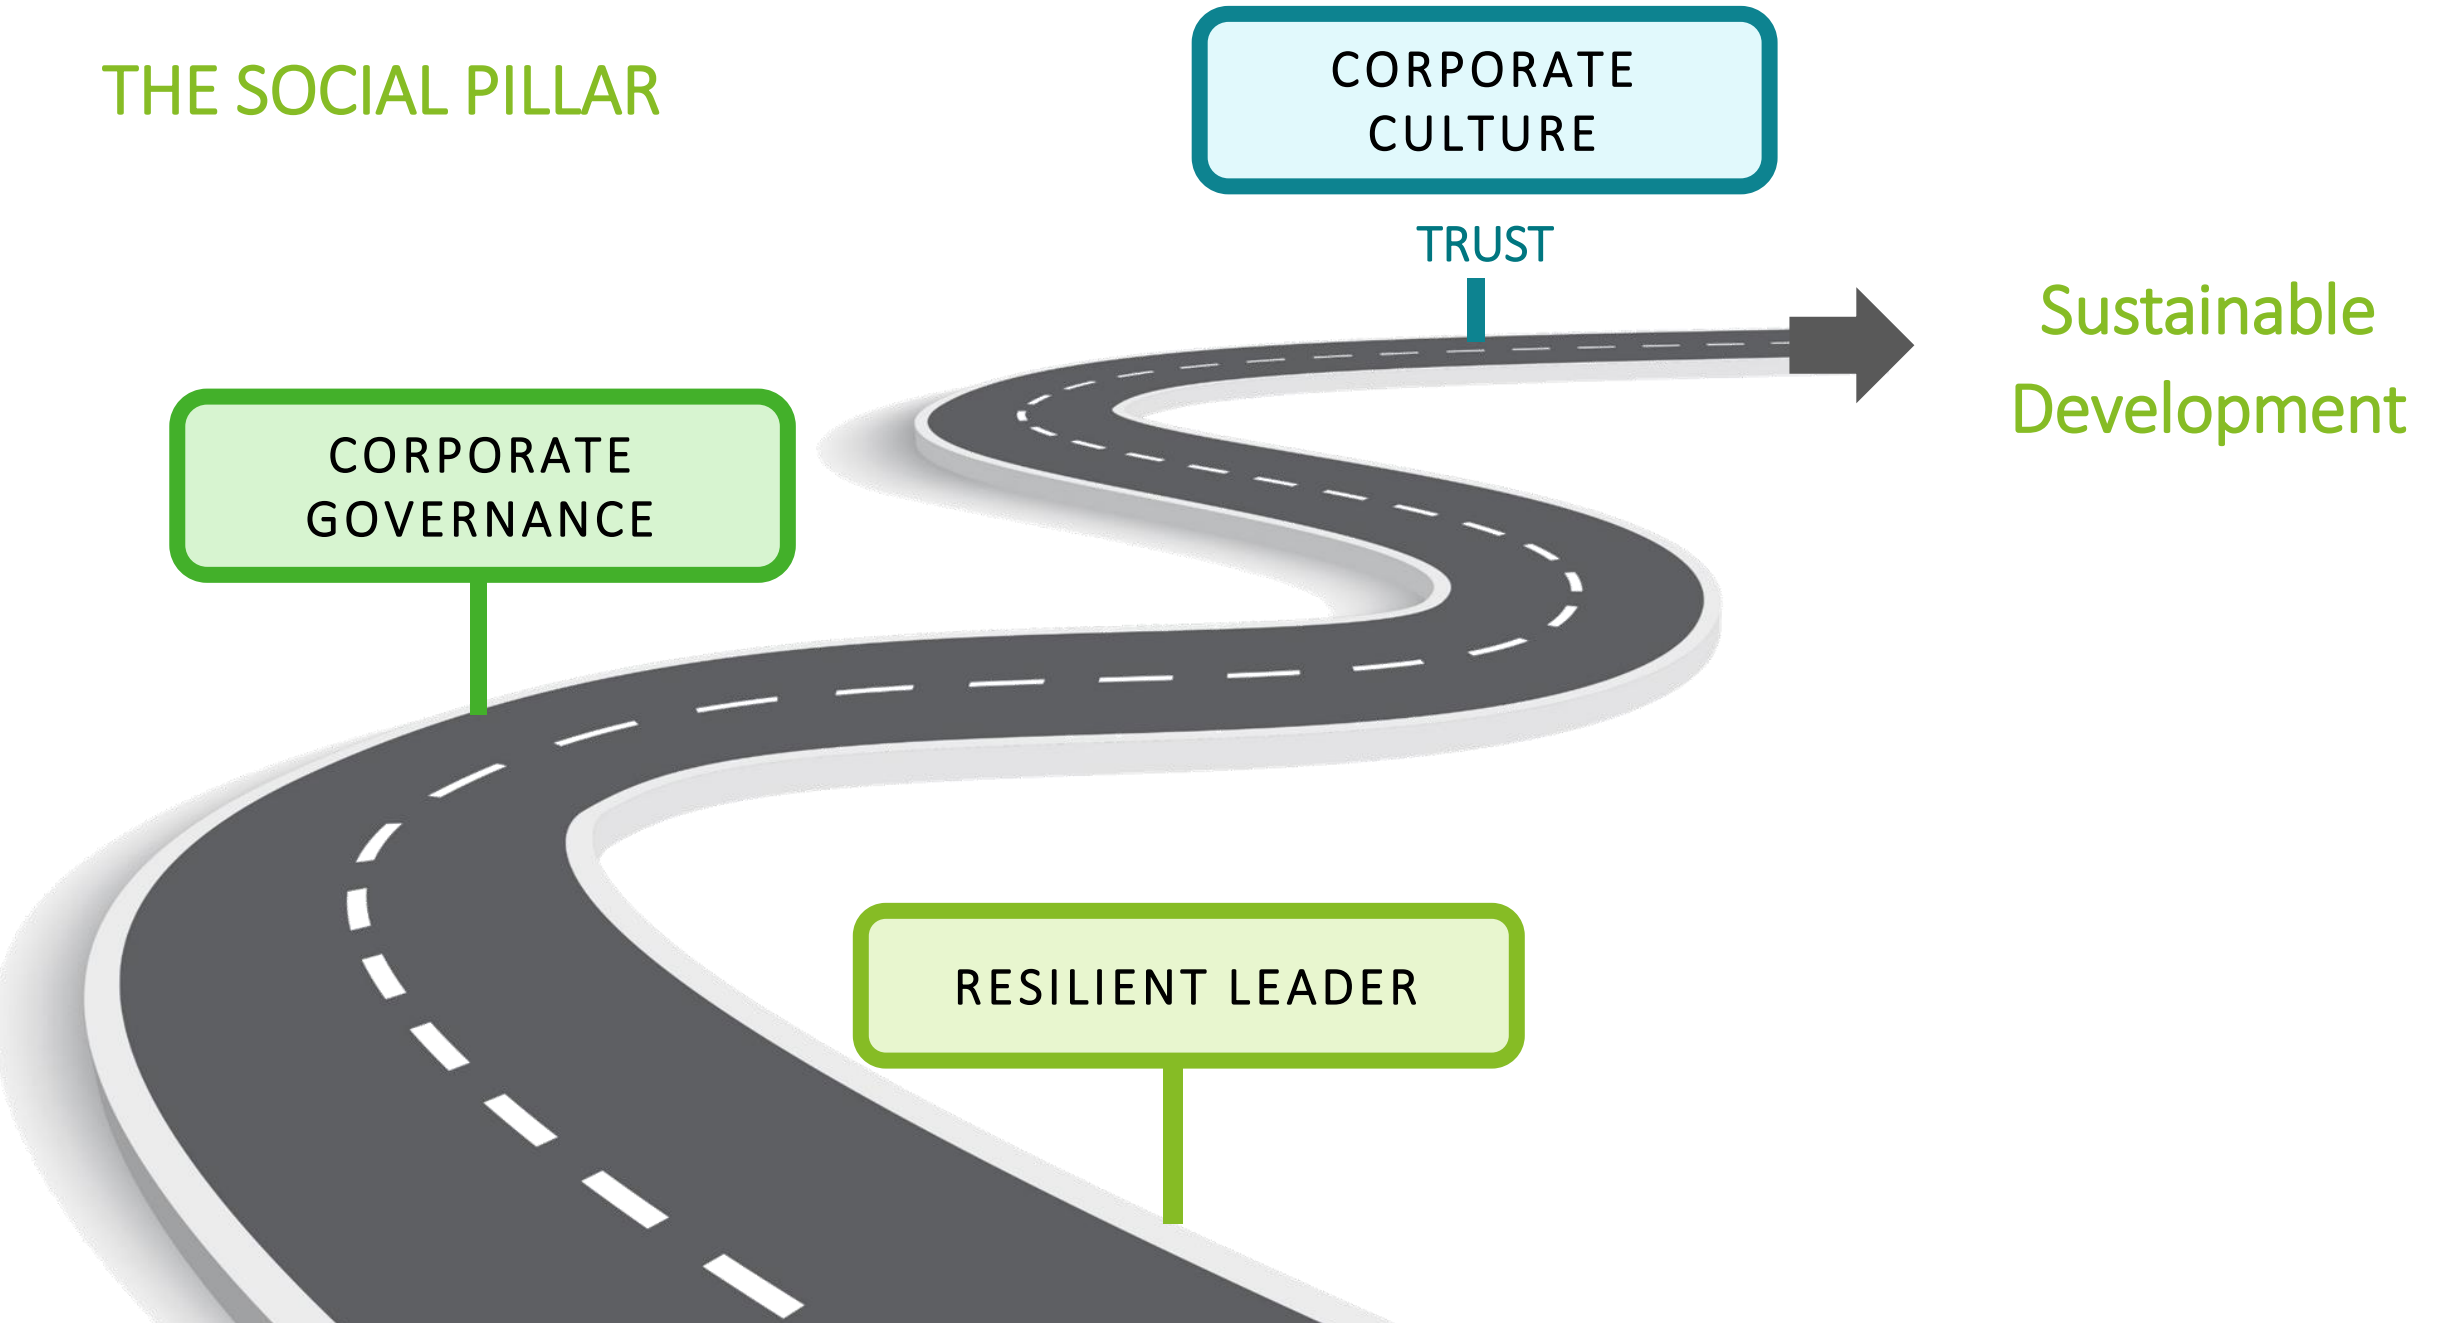 THE SOCIAL PILLAR
CORPORATE
CULTURE
TRUST
Sustainable
Development
CORPORATE
GOVERNANCE
RESILIENT LEADER